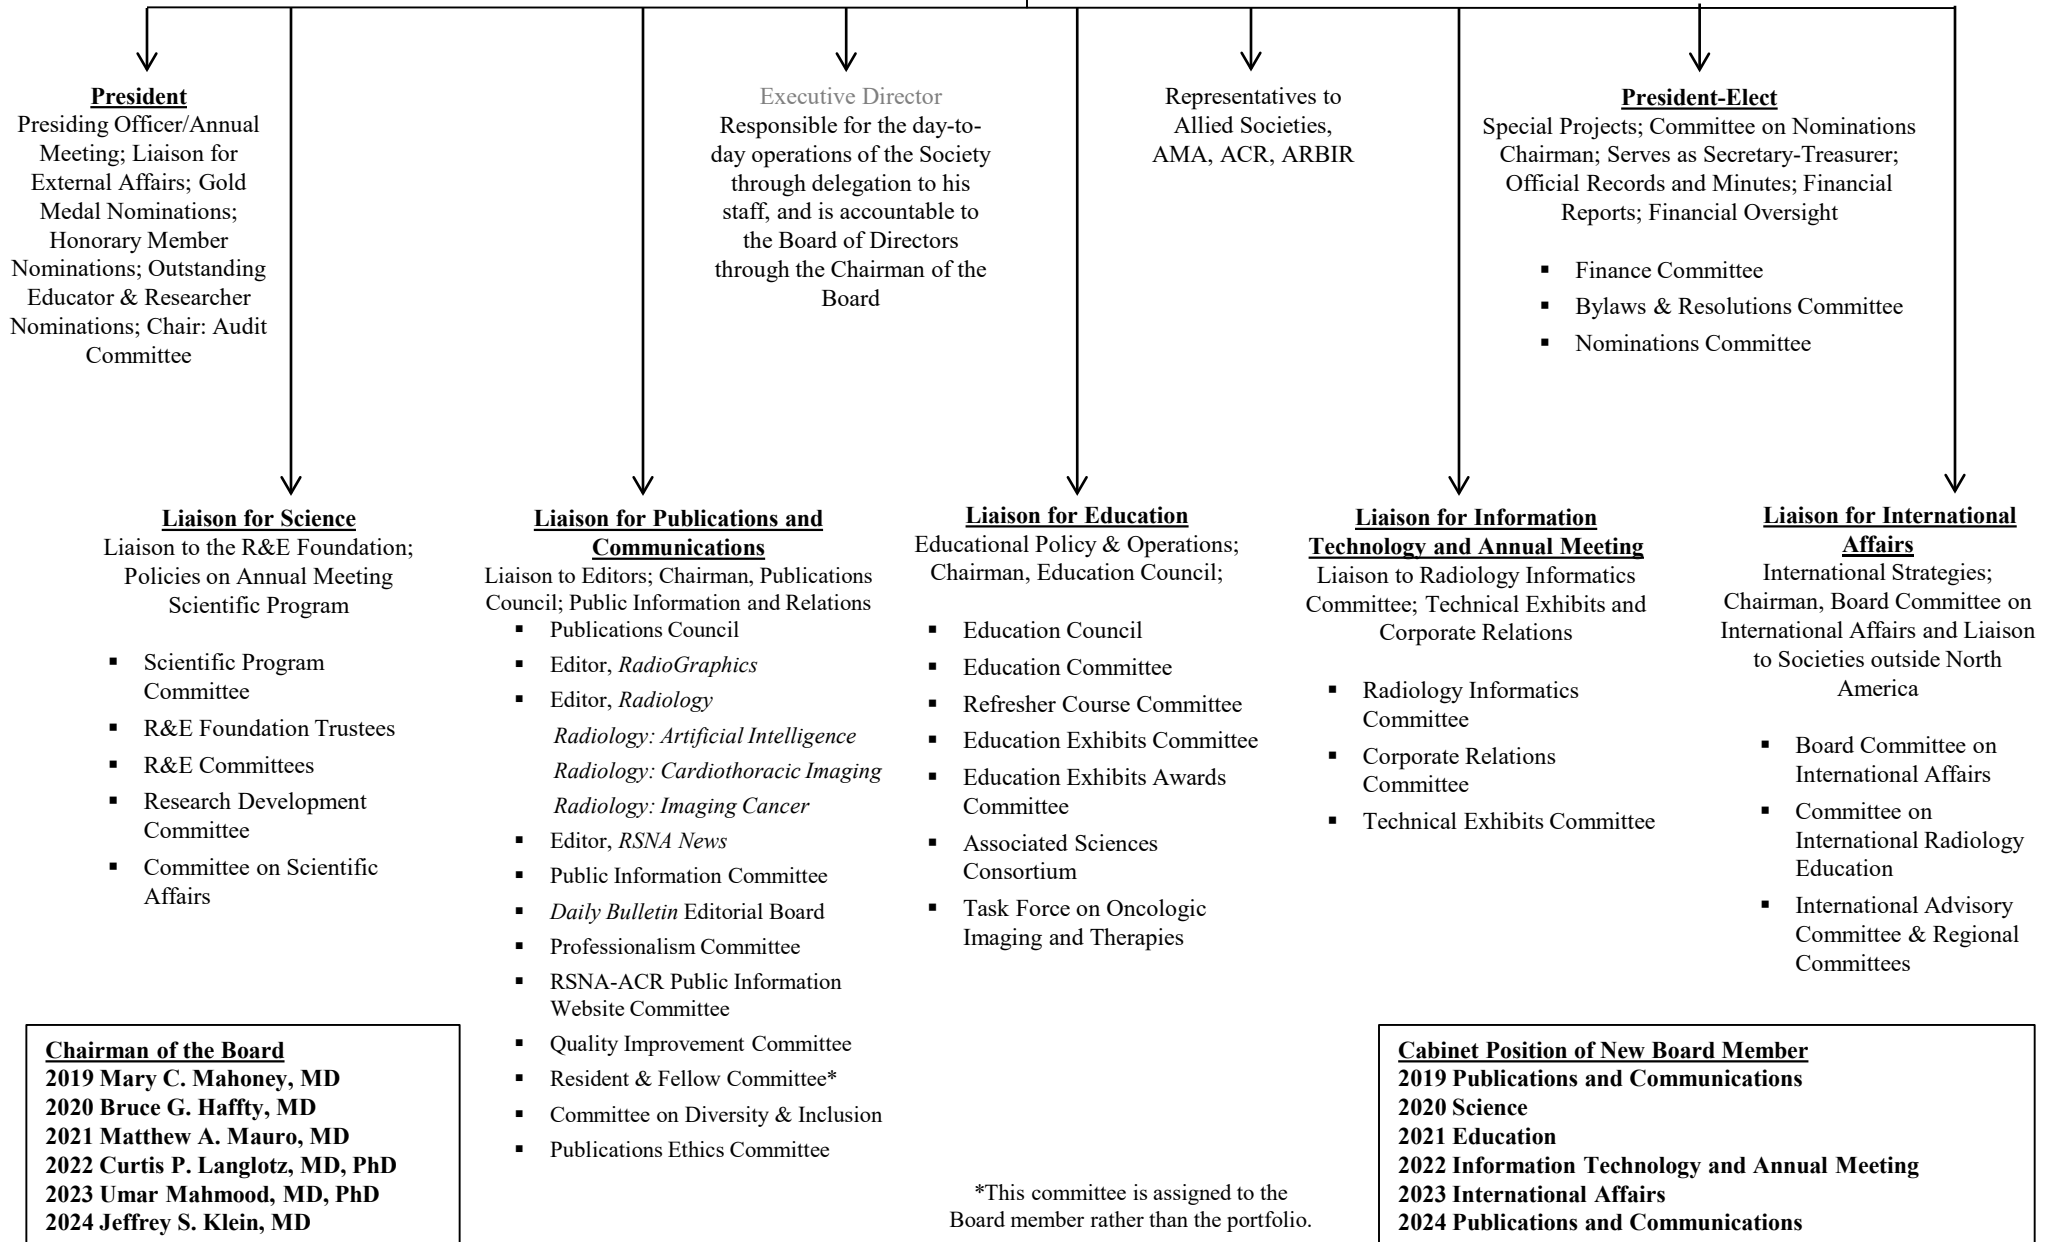 President
Presiding Officer/Annual
Meeting; Liaison for
External Affairs; Gold
Medal Nominations;
Honorary Member
Nominations; Outstanding
Educator & Researcher
Nominations; Chair: Audit
Committee
Executive Director
Responsible for the day-to-
day operations of the Society
through delegation to his
staff, and is accountable to
the Board of Directors
through the Chairman of the
Board
Representatives to
Allied Societies,
AMA, ACR, ARBIR
President-Elect
Special Projects; Committee on Nominations
Chairman; Serves as Secretary-Treasurer;
Official Records and Minutes; Financial
Reports; Financial Oversight
▪ Finance Committee
▪ Bylaws & Resolutions Committee
▪ Nominations Committee
Liaison for Science
Liaison to the R&E Foundation;
Policies on Annual Meeting
Scientific Program
▪ Scientific Program
Committee
▪ R&E Foundation Trustees
▪ R&E Committees
▪ Research Development
Committee
▪ Committee on Scientific
Affairs
Liaison for Publications and
Communications
Liaison to Editors; Chairman, Publications
Council; Public Information and Relations
▪ Publications Council
▪ Editor, RadioGraphics
▪ Editor, Radiology
Radiology: Artificial Intelligence
Radiology: Cardiothoracic Imaging
Radiology: Imaging Cancer
▪ Editor, RSNA News
▪ Public Information Committee
▪ Daily Bulletin Editorial Board
▪ Professionalism Committee
▪ RSNA-ACR Public Information
Website Committee
▪ Quality Improvement Committee
▪ Resident & Fellow Committee*
▪ Committee on Diversity & Inclusion
▪ Publications Ethics Committee
Liaison for Education
Educational Policy & Operations;
Chairman, Education Council;
▪ Education Council
▪ Education Committee
▪ Refresher Course Committee
▪ Education Exhibits Committee
▪ Education Exhibits Awards
Committee
▪ Associated Sciences
Consortium
▪ Task Force on Oncologic
Imaging and Therapies
Liaison for Information
Technology and Annual Meeting
Liaison to Radiology Informatics
Committee; Technical Exhibits and
Corporate Relations
▪ Radiology Informatics
Committee
▪ Corporate Relations
Committee
▪ Technical Exhibits Committee
Liaison for International
Affairs
International Strategies;
Chairman, Board Committee on
International Affairs and Liaison
to Societies outside North
America
▪ Board Committee on
International Affairs
▪ Committee on
International Radiology
Education
▪ International Advisory
Committee & Regional
Committees
Chairman of the Board
2019 Mary C. Mahoney, MD
2020 Bruce G. Haffty, MD
2021 Matthew A. Mauro, MD
2022 Curtis P. Langlotz, MD, PhD
2023 Umar Mahmood, MD, PhD
2024 Jeffrey S. Klein, MD
*This committee is assigned to the
Board member rather than the portfolio.
Cabinet Position of New Board Member
2019 Publications and Communications
2020 Science
2021 Education
2022 Information Technology and Annual Meeting
2023 International Affairs
2024 Publications and Communications